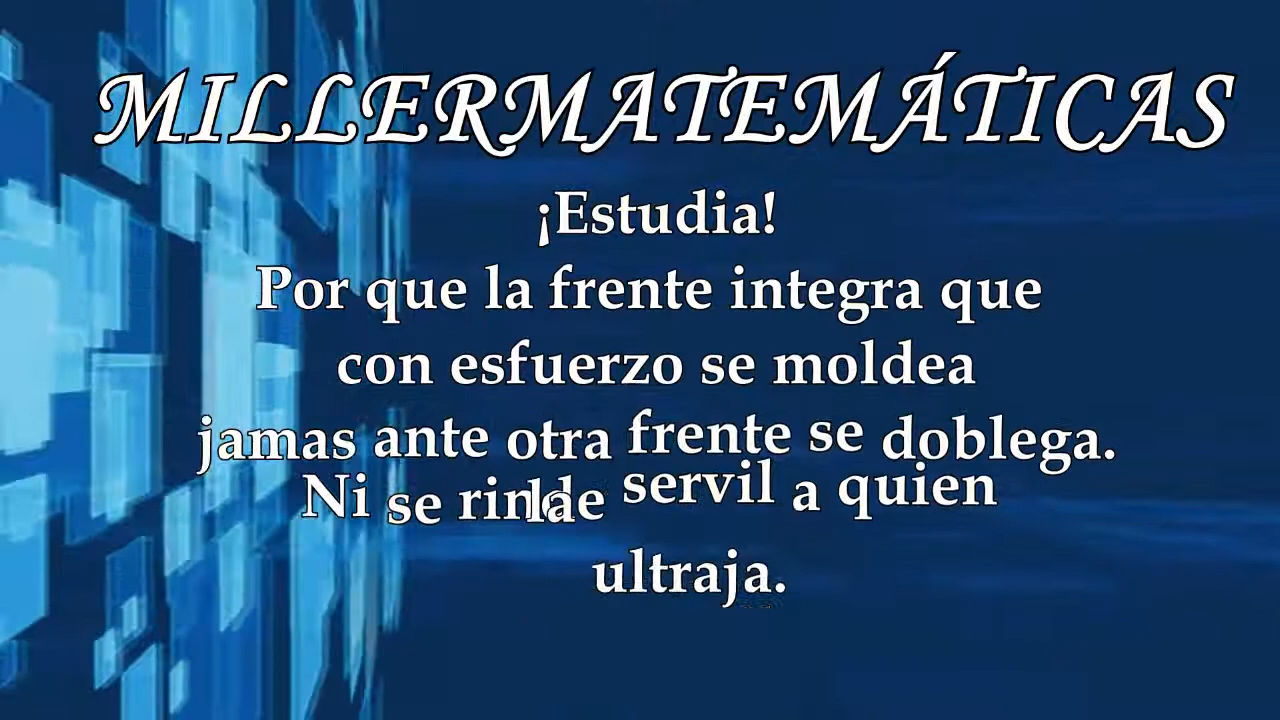 MILLERMATEMÁTICAS
¡Estudia!
Por que la frente integra que
con esfuerzo se moldea
jamas ante otra frente se doblega.
Ni se rinde servil a quien
la
ultraja.